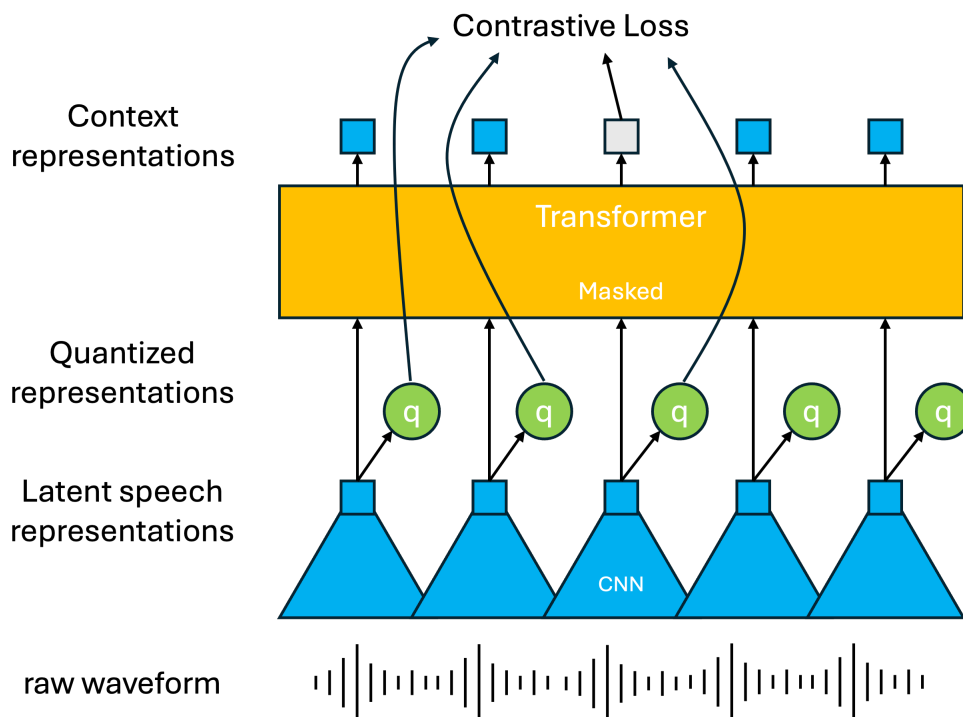 Contrastive Loss
Context
representations
Transformer
Masked
Quantized
representations
q q q q q
Latent speech
representations
CNN
raw waveform